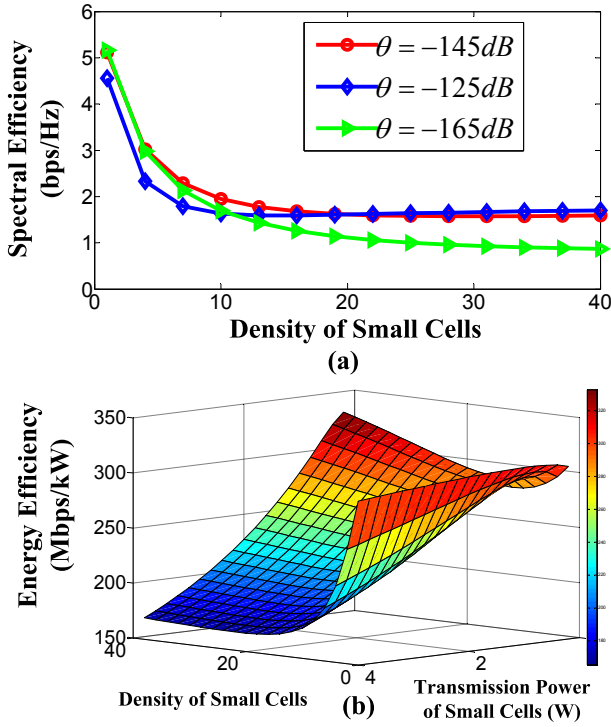 6
5
4
3
2
1
0
Spectral Efficiency
(bps/Hz)
θ = −145dB
θ = −125dB
θ = −165dB
0 10 20 30 40
Density of Small Cells
(a)
350
300
250
200
150
Energy Efficiency
(Mbps/kW)
40 20 0
4 2
Density of Small Cells
(b)
Transmission Power
of Small Cells (W)